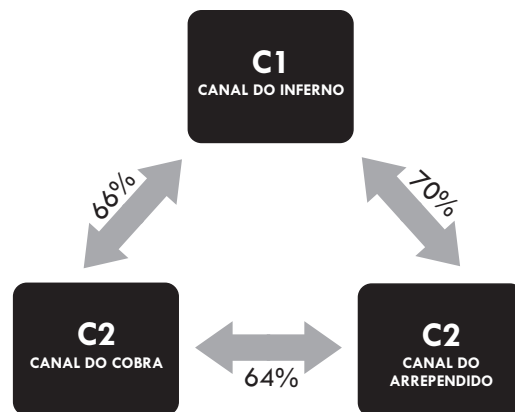 C1
CANAL DO INFERNO
66%
70%
C2
CANAL DO COBRA
64%
C2
CANAL DO
ARREPENDIDO